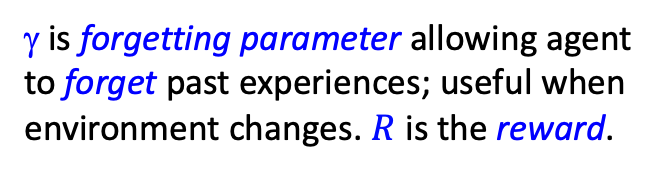 γ is forgetting parameter allowing agent
to forget past experiences; useful when
environment changes. R is the reward.